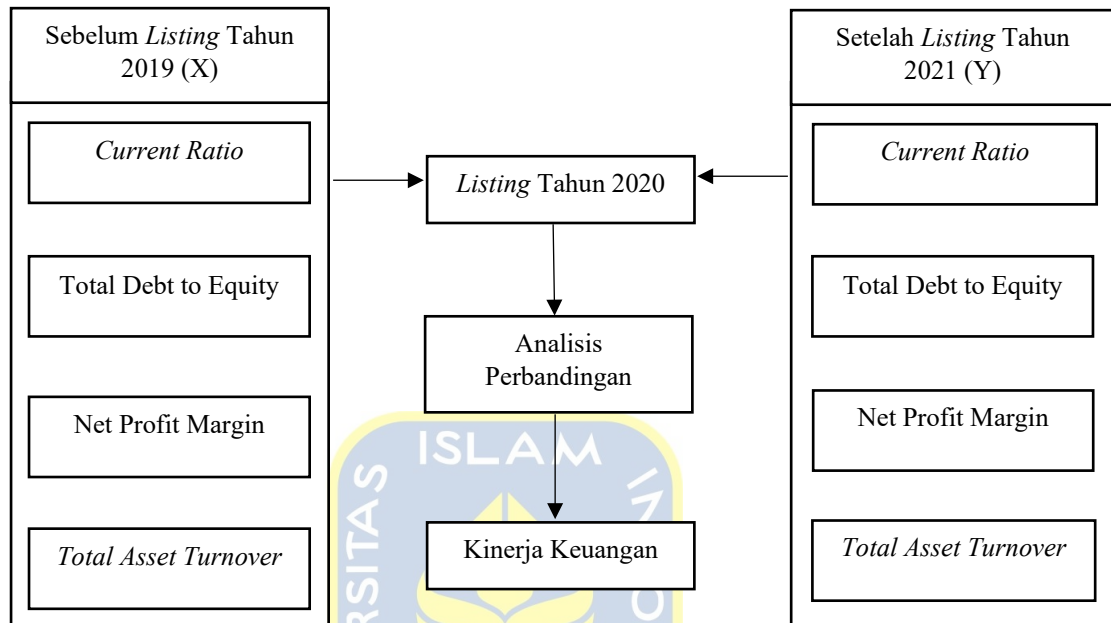 Sebelum Listing Tahun
2019 (X)
Current Ratio
Total Debt to Equity
Net Profit Margin
Total Asset Turnover
Listing Tahun 2020
Analisis
Perbandingan
Kinerja Keuangan
Setelah Listing Tahun
2021 (Y)
Current Ratio
Total Debt to Equity
Net Profit Margin
Total Asset Turnover
ISLAM